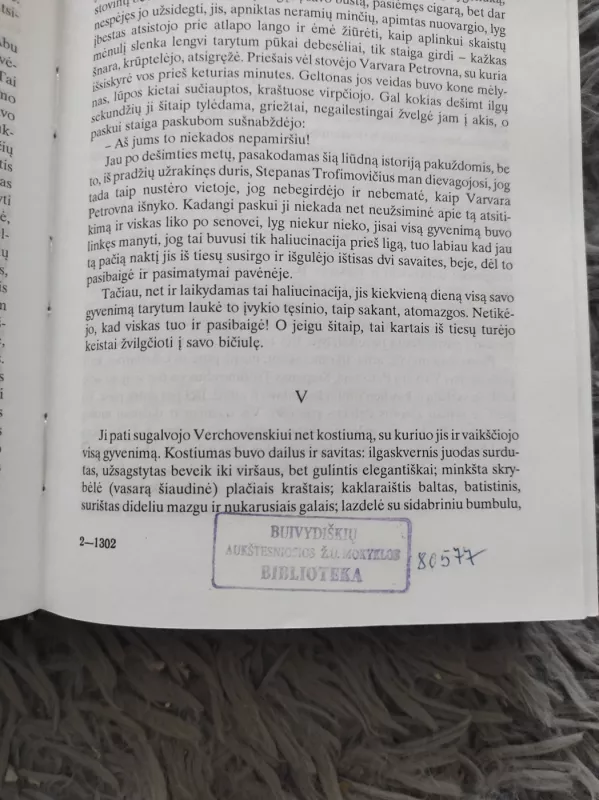 bustą, pasiėmęs cigarą, bet dar
nespėjęs jo užsidegti, jis, apniktas neramių minčių, apimtas nuovargio, lyg
įbestas atsistojo prie atlapo lango ir ėmė žiūrėti, kaip aplinkui skaistų
mėnulį slenka lengvi tarytum pūkai debesėliai, tik staiga girdi – kažkas
šnara, krūptelėjo, atsigręžė. Priešais vėl stovėjo Varvara Petrovna, su kuria
išsiskyrė vos prieš keturias minutes. Geltonas jos veidas buvo kone mėly-
nas, lūpos kietai sučiauptos, kraštuose virpčiojo. Gal kokias dešimt ilgų
sekundžių ji šitaip tylėdama, griežtai, negailestingai žvelgė jam į akis, o
paskui staiga paskubom sušnabždėjo:
– Aš jums to niekados nepamiršiu!
Jau po dešimties metų, pasakodamas šią liūdną istoriją pakuždomis, be
to, iš pradžių užrakinęs duris, Stepanas Trofimovičius man dievagojosi, jog
tada taip nustėro vietoje, jog nebegirdėjo ir nebematė, kaip Varvara
Petrovna išnyko. Kadangi paskui ji niekada net neužsiminė apie tą atsiti-
kimą ir viskas liko po senovei, lyg niekur nieko, jisai visą gyvenimą buvo
linkęs manyti, jog tai buvusi tik haliucinacija prieš ligą, tuo labiau kad jau
tą pačią naktį jis iš tiesų susirgo ir išgulėjo ištisas dvi savaites, beje, dėl to
pasibaigė ir pasimatymai pavėnėje.
Tačiau, net ir laikydamas tai haliucinacija, jis kiekvieną dieną visą savo
gyvenimą tarytum laukė to įvykio tęsinio, taip sakant, atomazgos. Netikė-
jo, kad viskas tuo ir pasibaigė! O jeigu šitaip, tai kartais iš tiesų turėjo
keistai žvilgčioti į savo bičiulę.
V
Ji pati sugalvojo Verchovenskiui net kostiumą, su kuriuo jis ir vaikščiojo
visą gyvenimą. Kostiumas buvo dailus ir savitas: ilgaskvernis juodas surdu-
tas, užsagstytas beveik iki viršaus, bet gulintis elegantiškai; minkšta skry-
bėlė (vasarą šiaudinė) plačiais kraštais; kaklaraištis baltas, batistinis,
surištas dideliu mazgu ir nukarusiais galais; lazdelė su sidabriniu bumbulu,
2—1302
BUIVYDIŠKIŲ
AUKŠTESNIOSIOS Ž.Ū. MOKYKLOS
BIBLIOTEKA
80577